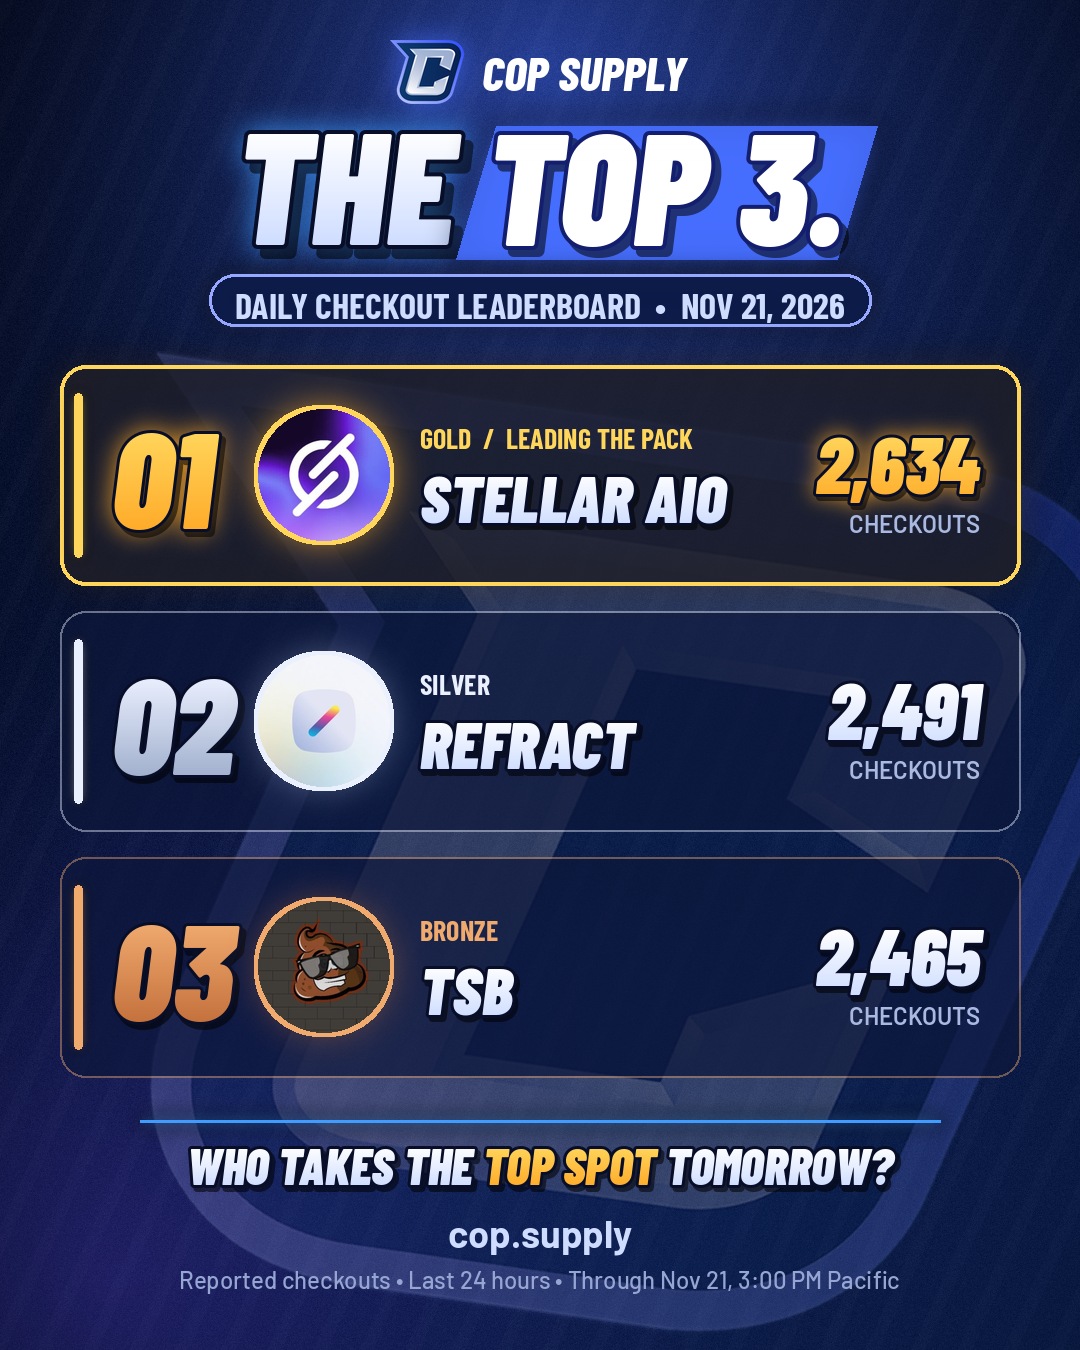 COP SUPPLY
THE TOP 3.
DAILY CHECKOUT LEADERBOARD • NOV 21, 2026
01
GOLD / LEADING THE PACK
STELLAR AIO
2,634
CHECKOUTS
02
SILVER
REFRACT
2,491
CHECKOUTS
03
BRONZE
TSB
2,465
CHECKOUTS
WHO TAKES THE TOP SPOT TOMORROW?
cop.supply
Reported checkouts • Last 24 hours • Through Nov 21, 3:00 PM Pacific